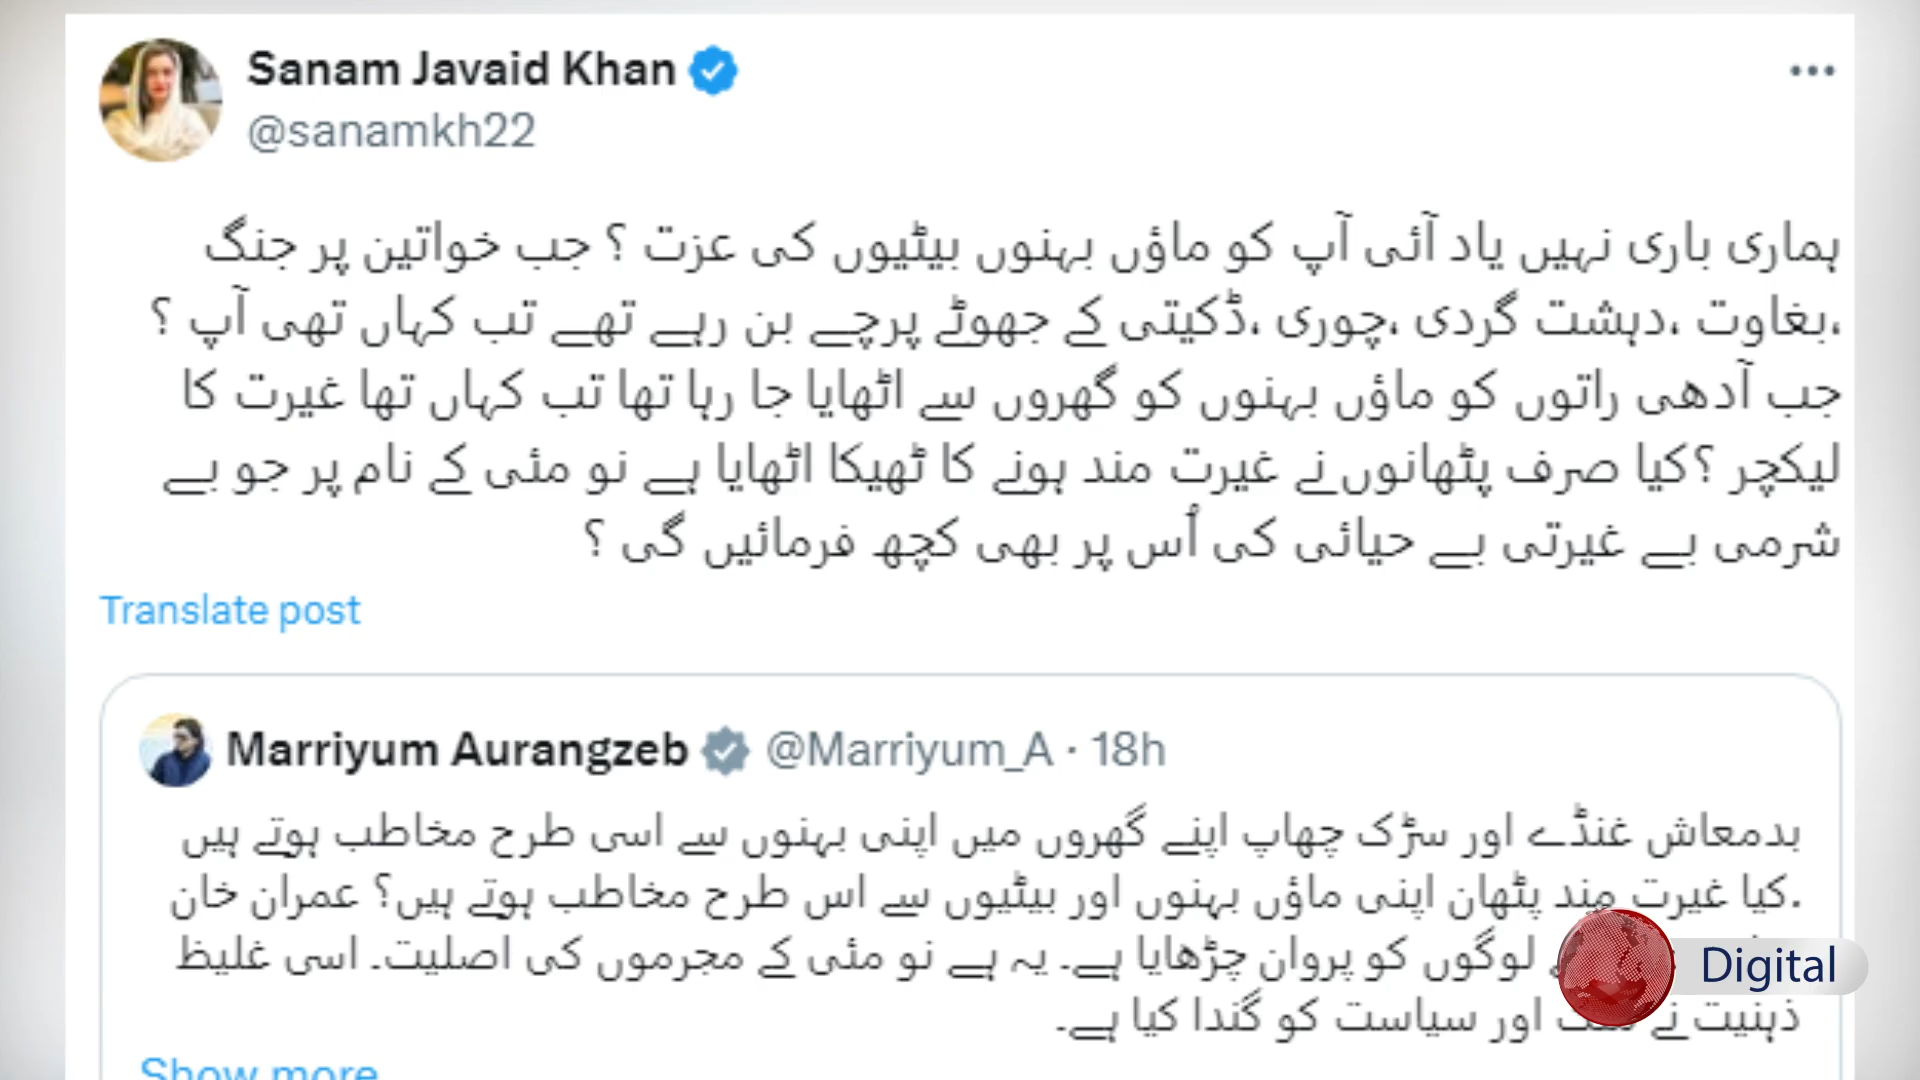 Sanam Javaid Khan
@sanamkh22
ہماری باری نہیں یاد آئی آپ کو ماؤں بہنوں بیٹیوں کی عزت ؟ جب خواتین پر جنگ
،بغاوت ،دہشت گردی ،چوری ،ڈکیتی کے جھوٹے پرچے بن رہے تھے تب کہاں تھی آپ ؟
جب آدھی راتوں کو ماؤں بہنوں کو گھروں سے اٹھایا جا رہا تھا تب کہاں تھا غیرت کا
لیکچر ؟کیا صرف پٹھانوں نے غیرت مند ہونے کا ٹھیکا اٹھایا ہے نو مئی کے نام پر جو بے
شرمی بے غیرتی بے حیائی کی اُس پر بھی کچھ فرمائیں گی ؟
Translate post
Marriyum Aurangzeb @Marriyum_A · 18h
بدمعاش غنڈے اور سڑک چھاپ اپنے گھروں میں اپنی بہنوں سے اسی طرح مخاطب ہوتے ہیں
.کیا غیرت مند پٹھان اپنی ماؤں بہنوں اور بیٹیوں سے اس طرح مخاطب ہوتے ہیں؟ عمران خان
لوگوں کو پروان چڑھایا ہے۔ یہ ہے نو مئی کے مجرموں کی اصلیت۔ اسی غلیظ
ذہنیت نے اور سیاست کو گندا کیا ہے۔
Show more
Digital